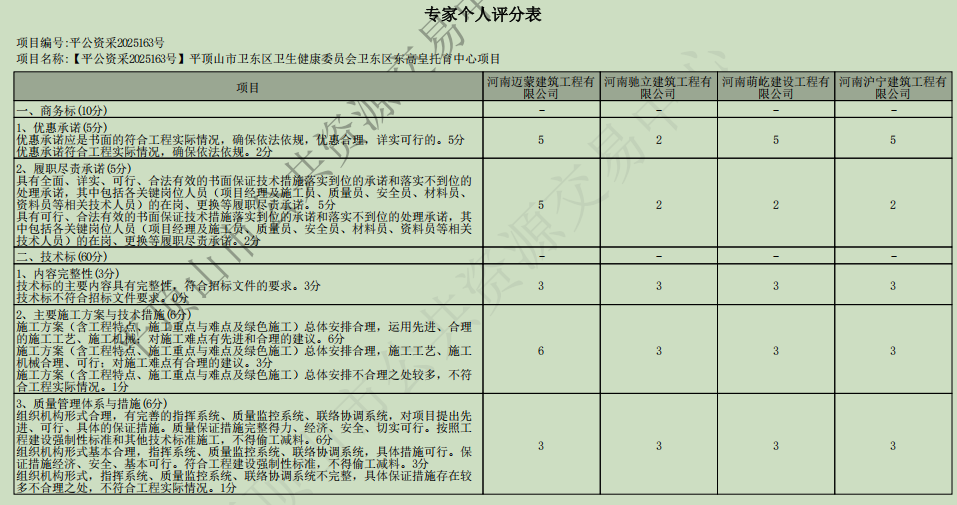 专家个人评分表
项目编号:平公资采2025163号
项目名称:【平公资采2025163号】平顶山市卫东区卫生健康委员会卫东区东高皇托育中心项目
项目
河南迈蒙建筑工程有限公司
河南驰立建筑工程有限公司
河南萌屹建设工程有限公司
河南沪宁建筑工程有限公司
一、商务标(10分)
-
-
-
-
1、优惠承诺(5分)
优惠承诺应是书面的符合工程实际情况，确保依法依规，优惠合理，详实可行的。5分
优惠承诺符合工程实际情况，确保依法依规。2分
5
2
5
5
2、履职尽责承诺(5分)
具有全面、详实、可行、合法有效的书面保证技术措施落实到位的承诺和落实不到位的
处理承诺，其中包括各关键岗位人员（项目经理及施工员、质量员、安全员、材料员、
资料员等相关技术人员）的在岗、更换等履职尽责承诺。5分
具有可行、合法有效的书面保证技术措施落实到位的承诺和落实不到位的处理承诺，其
中包括各关键岗位人员（项目经理及施工员、质量员、安全员、材料员、资料员等相关
技术人员）的在岗、更换等履职尽责承诺。2分
5
2
2
2
二、技术标(60分)
-
-
-
-
1、内容完整性(3分)
技术标的主要内容具有完整性，符合招标文件的要求。3分
技术标不符合招标文件要求。0分
3
3
3
3
2、主要施工方案与技术措施(6分)
施工方案（含工程特点、施工重点与难点及绿色施工）总体安排合理，运用先进、合理
的施工工艺、施工机械；对施工难点有先进和合理的建议。6分
施工方案（含工程特点、施工重点与难点及绿色施工）总体安排合理，施工工艺、施工
机械合理、可行；对施工难点有合理的建议。3分
施工方案（含工程特点、施工重点与难点及绿色施工）总体安排不合理之处较多，不符
合工程实际情况。1分
6
3
3
3
3、质量管理体系与措施(6分)
组织机构形式合理，有完善的指挥系统、质量监控系统、联络协调系统，对项目提出先
进、可行、具体的保证措施。质量保证措施完整得力、经济、安全、切实可行。按照工
程建设强制性标准和其他技术标准施工，不得偷工减料。6分
组织机构形式基本合理，指挥系统、质量监控系统、联络协调系统，具体措施可行。保
证措施经济、安全、基本可行。符合工程建设强制性标准，不得偷工减料。3分
组织机构形式，指挥系统、质量监控系统、联络协调系统不完整，具体保证措施存在较
多不合理之处，不符合工程实际情况。1分
3
3
3
3